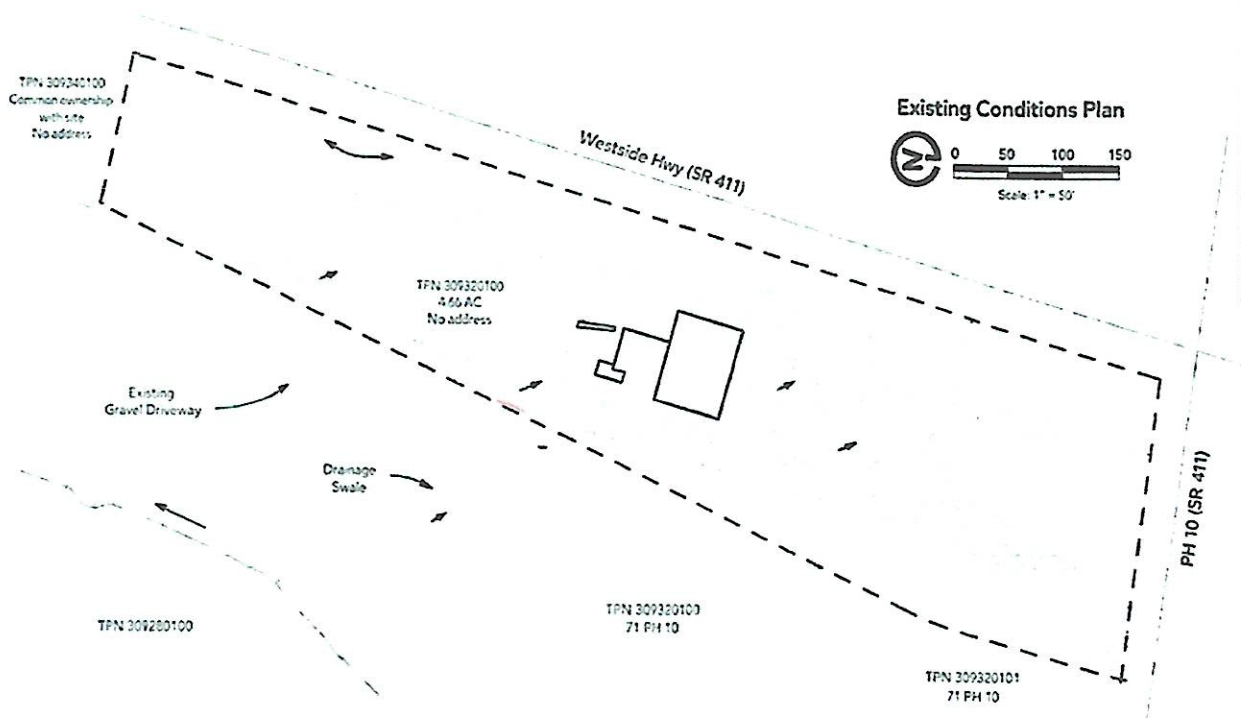 TPN 309340100
Common ownership
with site
No address
Westside Hwy (SR 411)
Existing Conditions Plan
N
0 50 100 150
Scale: 1" = 50'
TPN 309320100
4.66 AC
No address
Existing
Gravel Driveway
Drainage
Swale
PH 10 (SR 411)
TPN 309280100
TPN 309320100
71 PH 10
TPN 309320101
71 PH 10